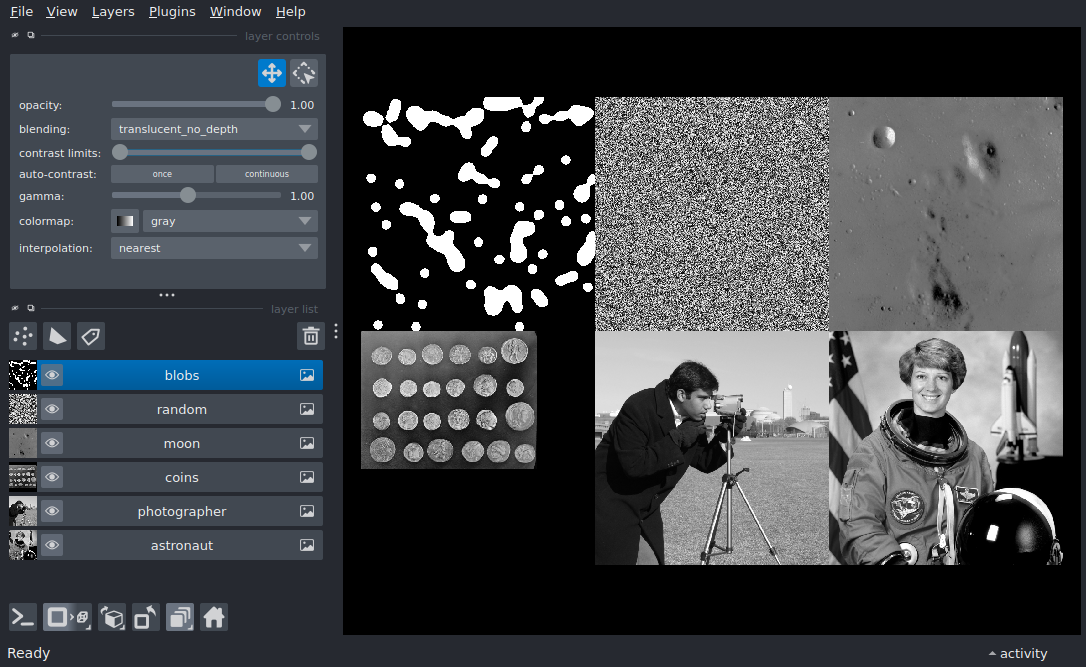 File View Layers Plugins Window Help
layer controls
opacity: 1.00
blending: translucent_no_depth
contrast limits:
auto-contrast: once continuous
gamma: 1.00
colormap: gray
interpolation: nearest
layer list
blobs
random
moon
coins
photographer
astronaut
Ready
activity